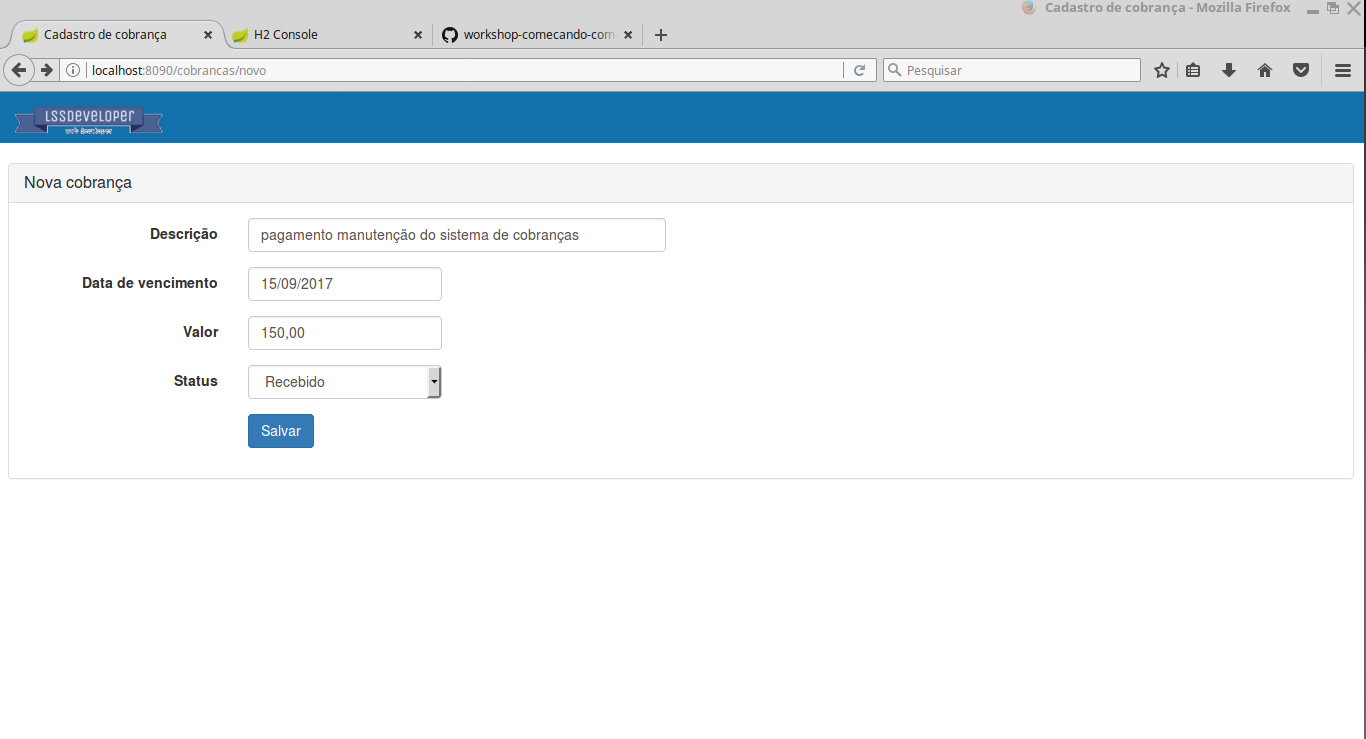 Cadastro de cobrança - Mozilla Firefox
Cadastro de cobrança
H2 Console
workshop-comecando-com-
localhost:8090/cobrancas/novo
Pesquisar
LSSDEVELOPER
Nova cobrança
Descrição
pagamento manutenção do sistema de cobranças
Data de vencimento
15/09/2017
Valor
150,00
Status
Recebido
Salvar